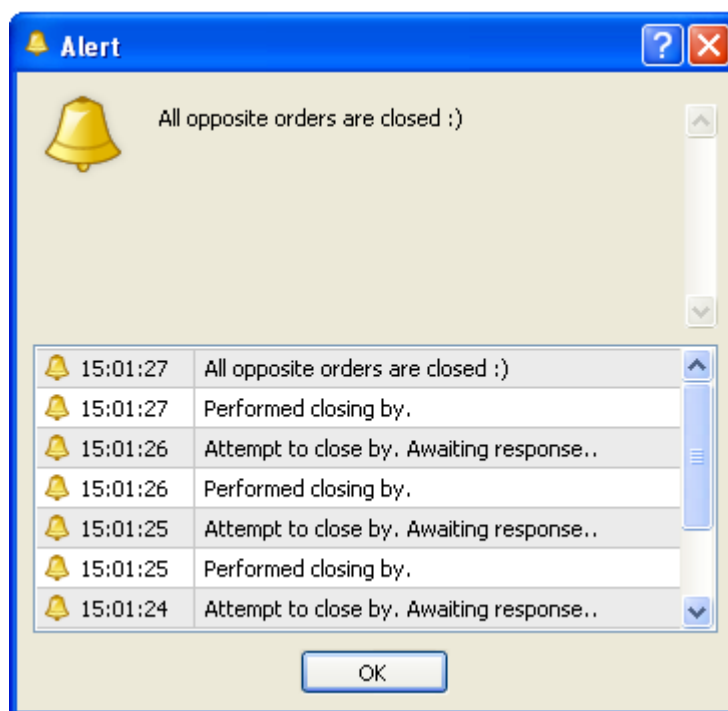 Alert
?
All opposite orders are closed :)
15:01:27 All opposite orders are closed :)
15:01:27 Performed closing by.
15:01:26 Attempt to close by. Awaiting response..
15:01:26 Performed closing by.
15:01:25 Attempt to close by. Awaiting response..
15:01:25 Performed closing by.
15:01:24 Attempt to close by. Awaiting response..
OK